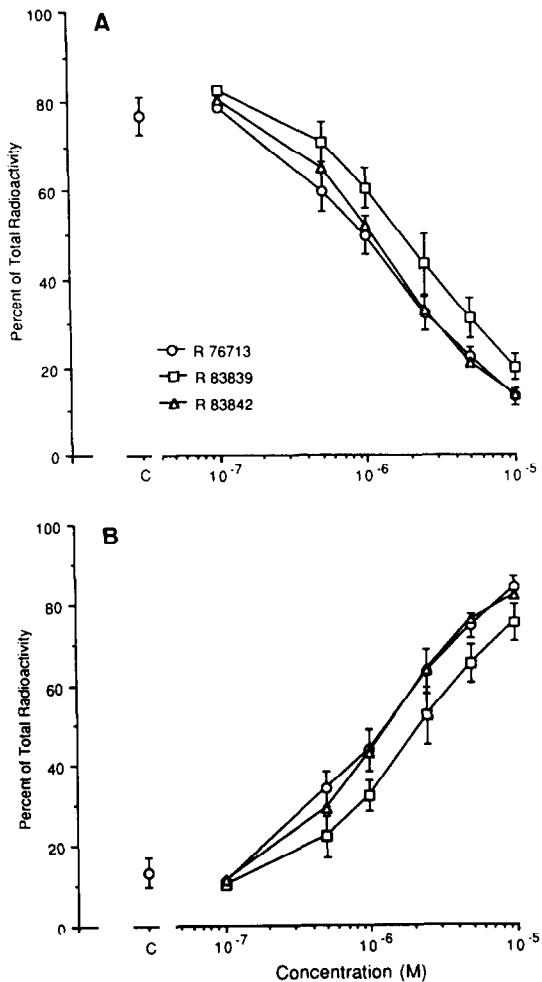 A
100
80
60
40
20
0
Percent of Total Radioactivity
R 76713
R 83839
R 83842
C
10-7
10-6
10-5
B
100
80
60
40
20
0
Percent of Total Radioactivity
C
10-7
10-6
10-5
Concentration (M)